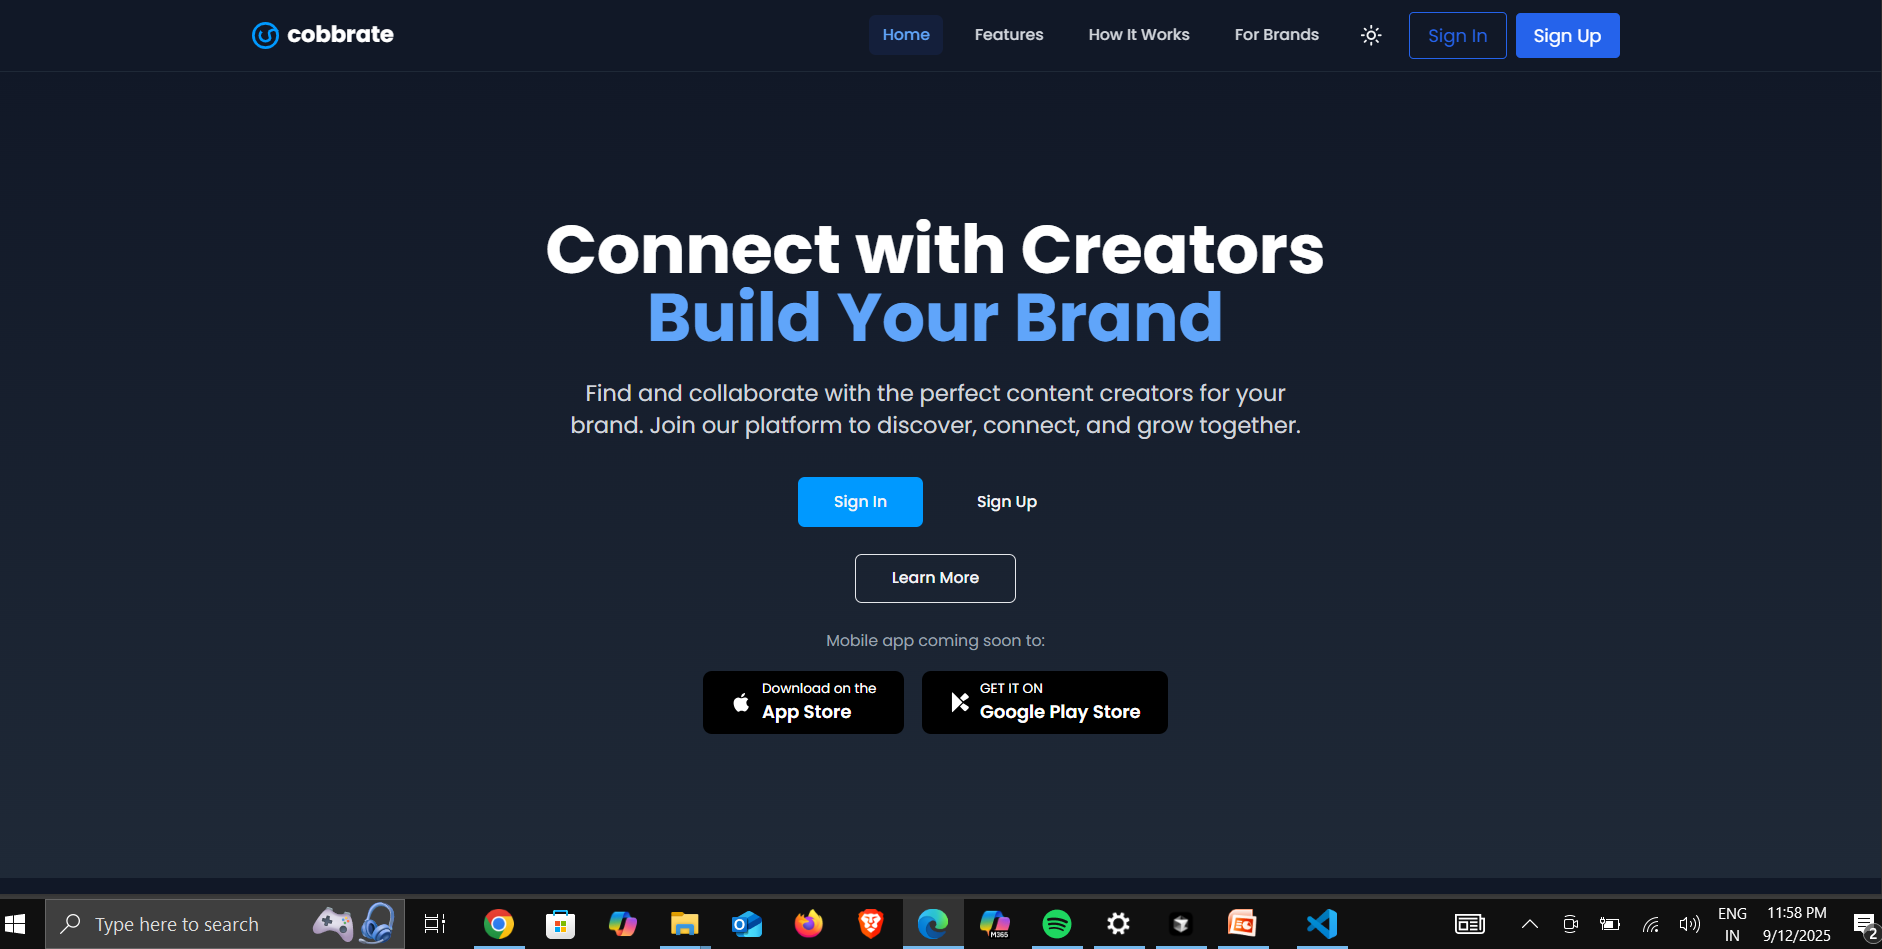 cobbrate
Home
Features
How It Works
For Brands
Sign In
Sign Up
Connect with Creators
Build Your Brand
Find and collaborate with the perfect content creators for your
brand. Join our platform to discover, connect, and grow together.
Sign In
Sign Up
Learn More
Mobile app coming soon to:
Download on the
App Store
GET IT ON
Google Play Store
Type here to search
M365
ENG
IN
11:58 PM
9/12/2025
2